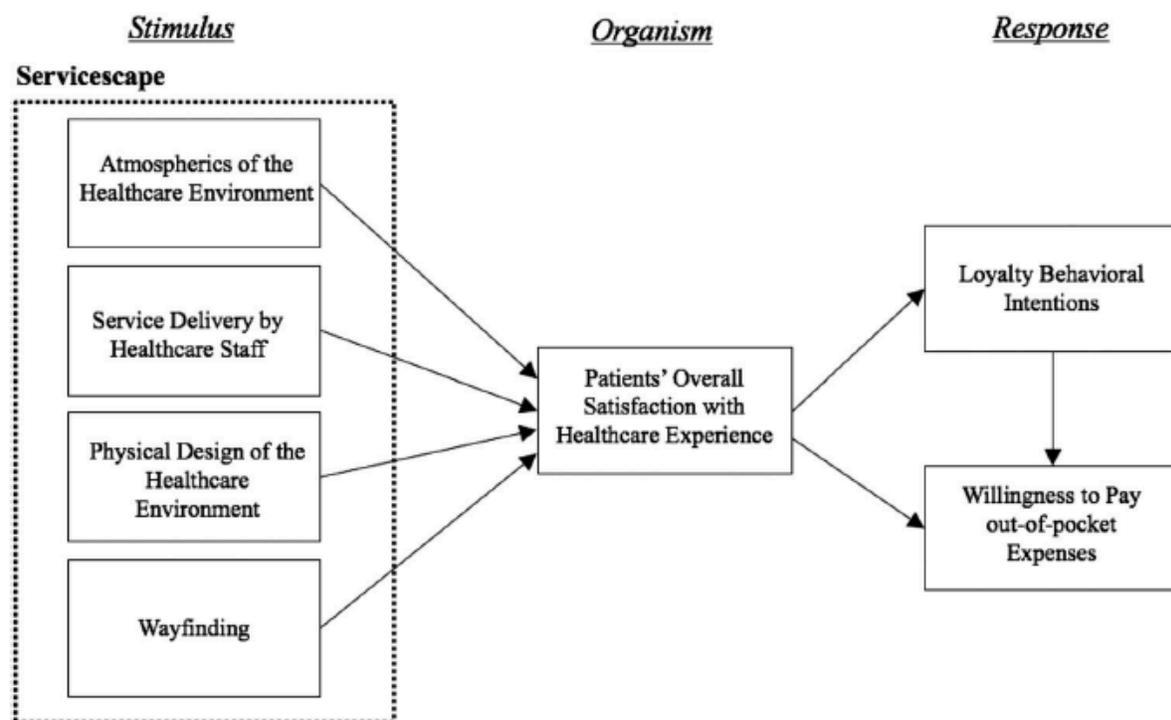 Stimulus
Organism
Response
Servicescape
Atmospherics of the
Healthcare Environment
Service Delivery by
Healthcare Staff
Physical Design of the
Healthcare
Environment
Wayfinding
Patients’ Overall
Satisfaction with
Healthcare Experience
Loyalty Behavioral
Intentions
Willingness to Pay
out-of-pocket
Expenses